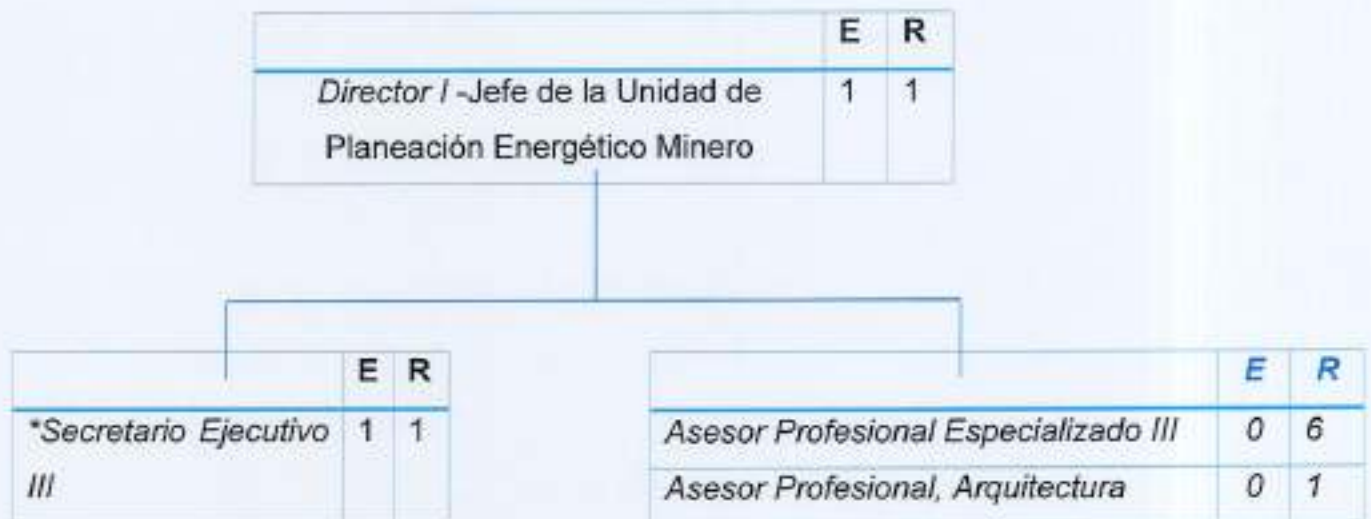 E R
Director I -Jefe de la Unidad de 1 1
Planeación Energético Minero
E R
*Secretario Ejecutivo 1 1
III
E R
Asesor Profesional Especializado III 0 6
Asesor Profesional, Arquitectura 0 1